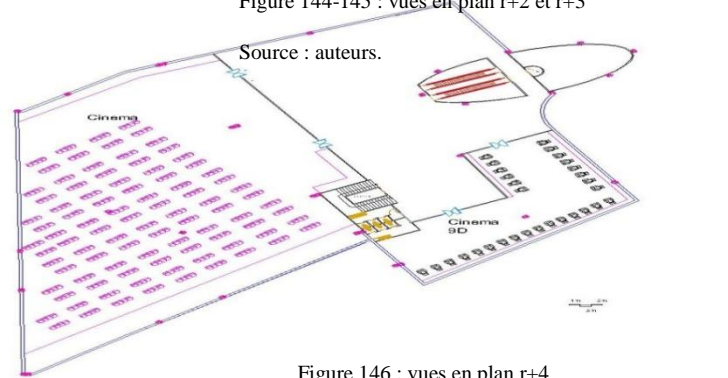 Figure 144-145 : vues en plan r+2 et r+3
Source : auteurs.
Cinema
Cinema
9D
Figure 146 : vues en plan r+4